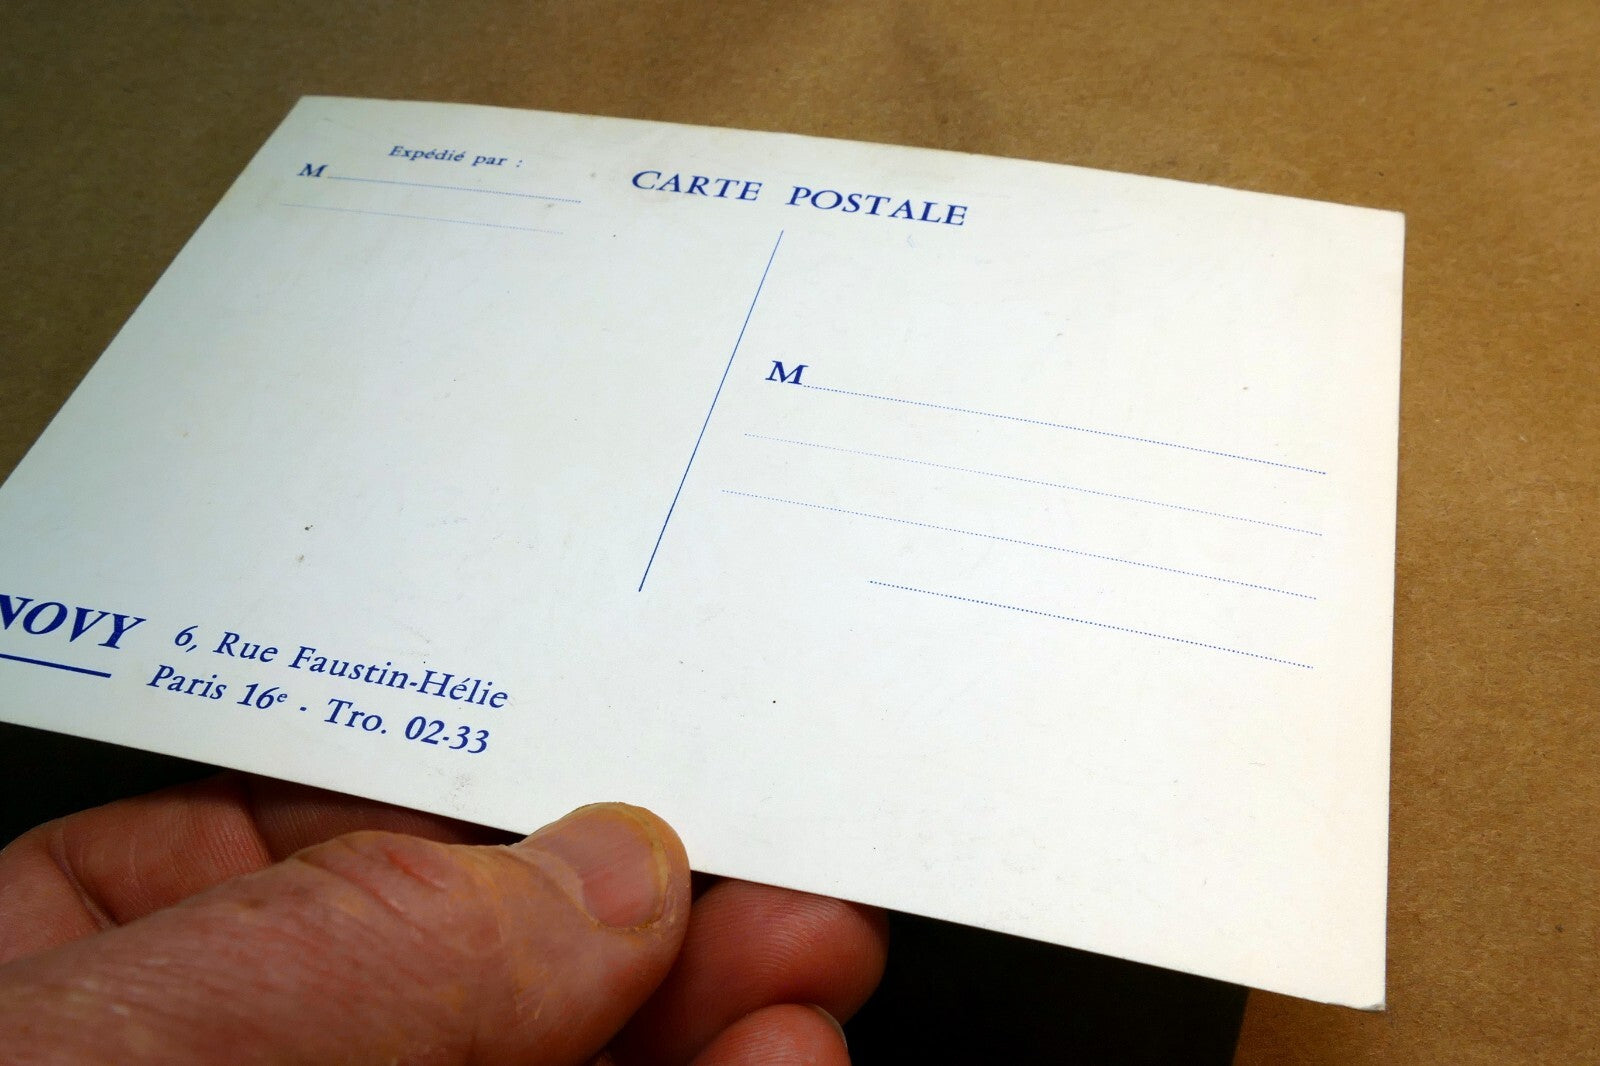 Expédié par :
M
CARTE POSTALE
M
NOVY
6, Rue Faustin-Hélie
Paris 16e - Tro. 02-33